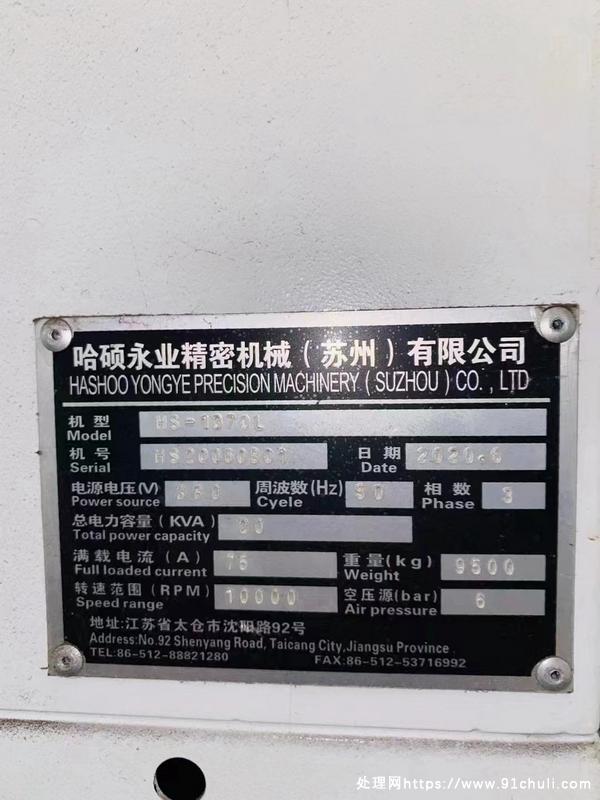 哈硕永业精密机械(苏州)有限公司
HASHOO YONGYE PRECISION MACHINERY(SUZHOU)CO.,LTD
机型 HS-1370L
Model
机号 日期 2020.6
Serial Date
电源电压(V) 周波数(Hz) 50 相数 3
Power source Cycele Phase
总电力容量(KVA)
Total power capacity
满载电流(A) 75 重量(kg) 9500
Full loaded current Weight
转速范围(RPM) 10000 空压源(bar) 6
Speed range Air pressure
地址:江苏省太仓市沈阳路92号
Address:No.92 Shenyang Road, Taicang City,Jiangsu Province
TEL:86-512-88821280 FAX:86-512-53716992
处理网https://www.91chuli.com